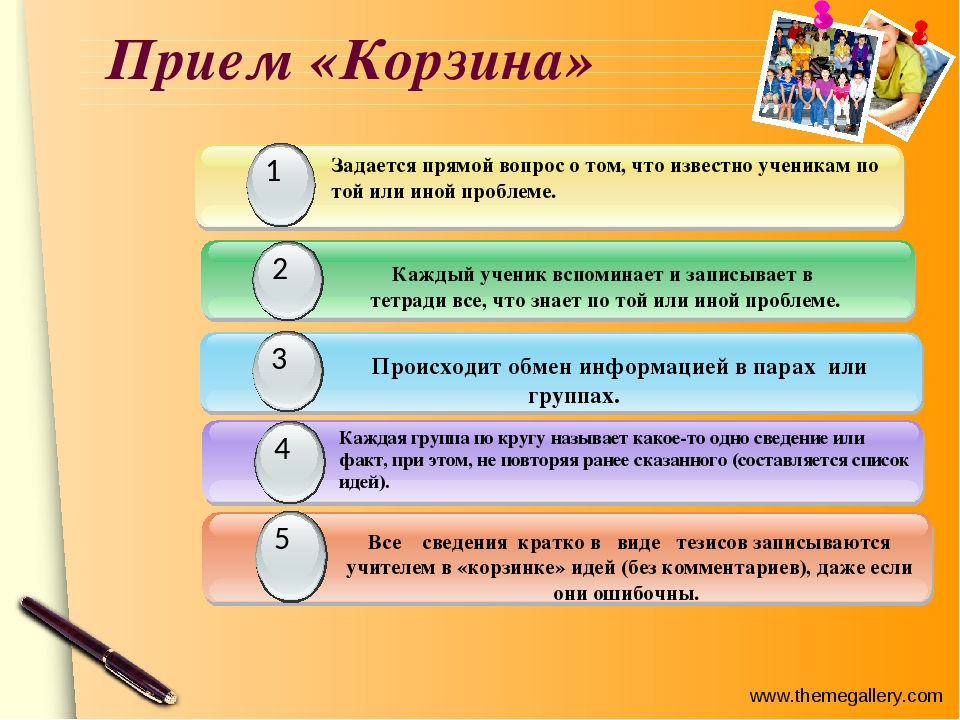 Прием «Корзина»
1
Задается прямой вопрос о том, что известно ученикам по
той или иной проблеме.
2
Каждый ученик вспоминает и записывает в
тетради все, что знает по той или иной проблеме.
3
Происходит обмен информацией в парах или
группах.
4
Каждая группа по кругу называет какое-то одно сведение или
факт, при этом, не повторяя ранее сказанного (составляется список
идей).
5
Все сведения кратко в виде тезисов записываются
учителем в «корзинке» идей (без комментариев), даже если
они ошибочны.
www.themegallery.com